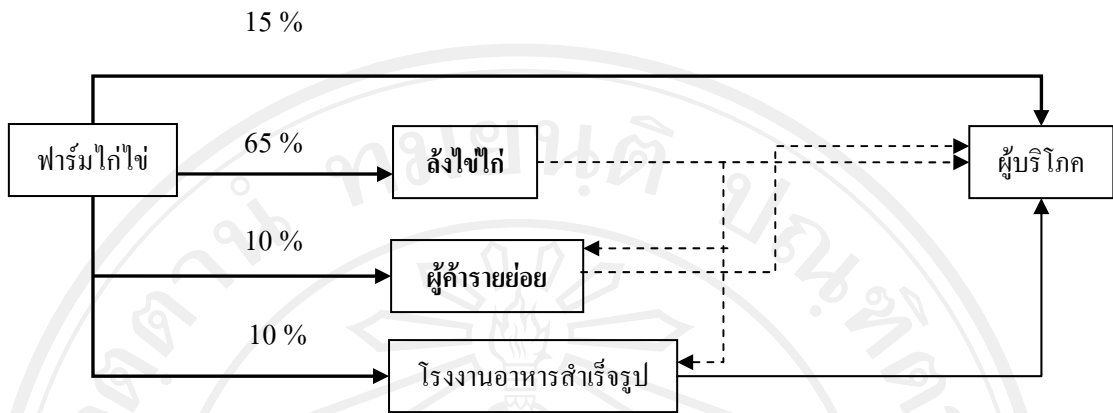 15 %
65 %
ฟาร์มไก่ไข่
ล้งไข่ไก่
ผู้บริโภค
10 %
ผู้ค้ารายย่อย
10 %
โรงงานอาหารสำเร็จรูป